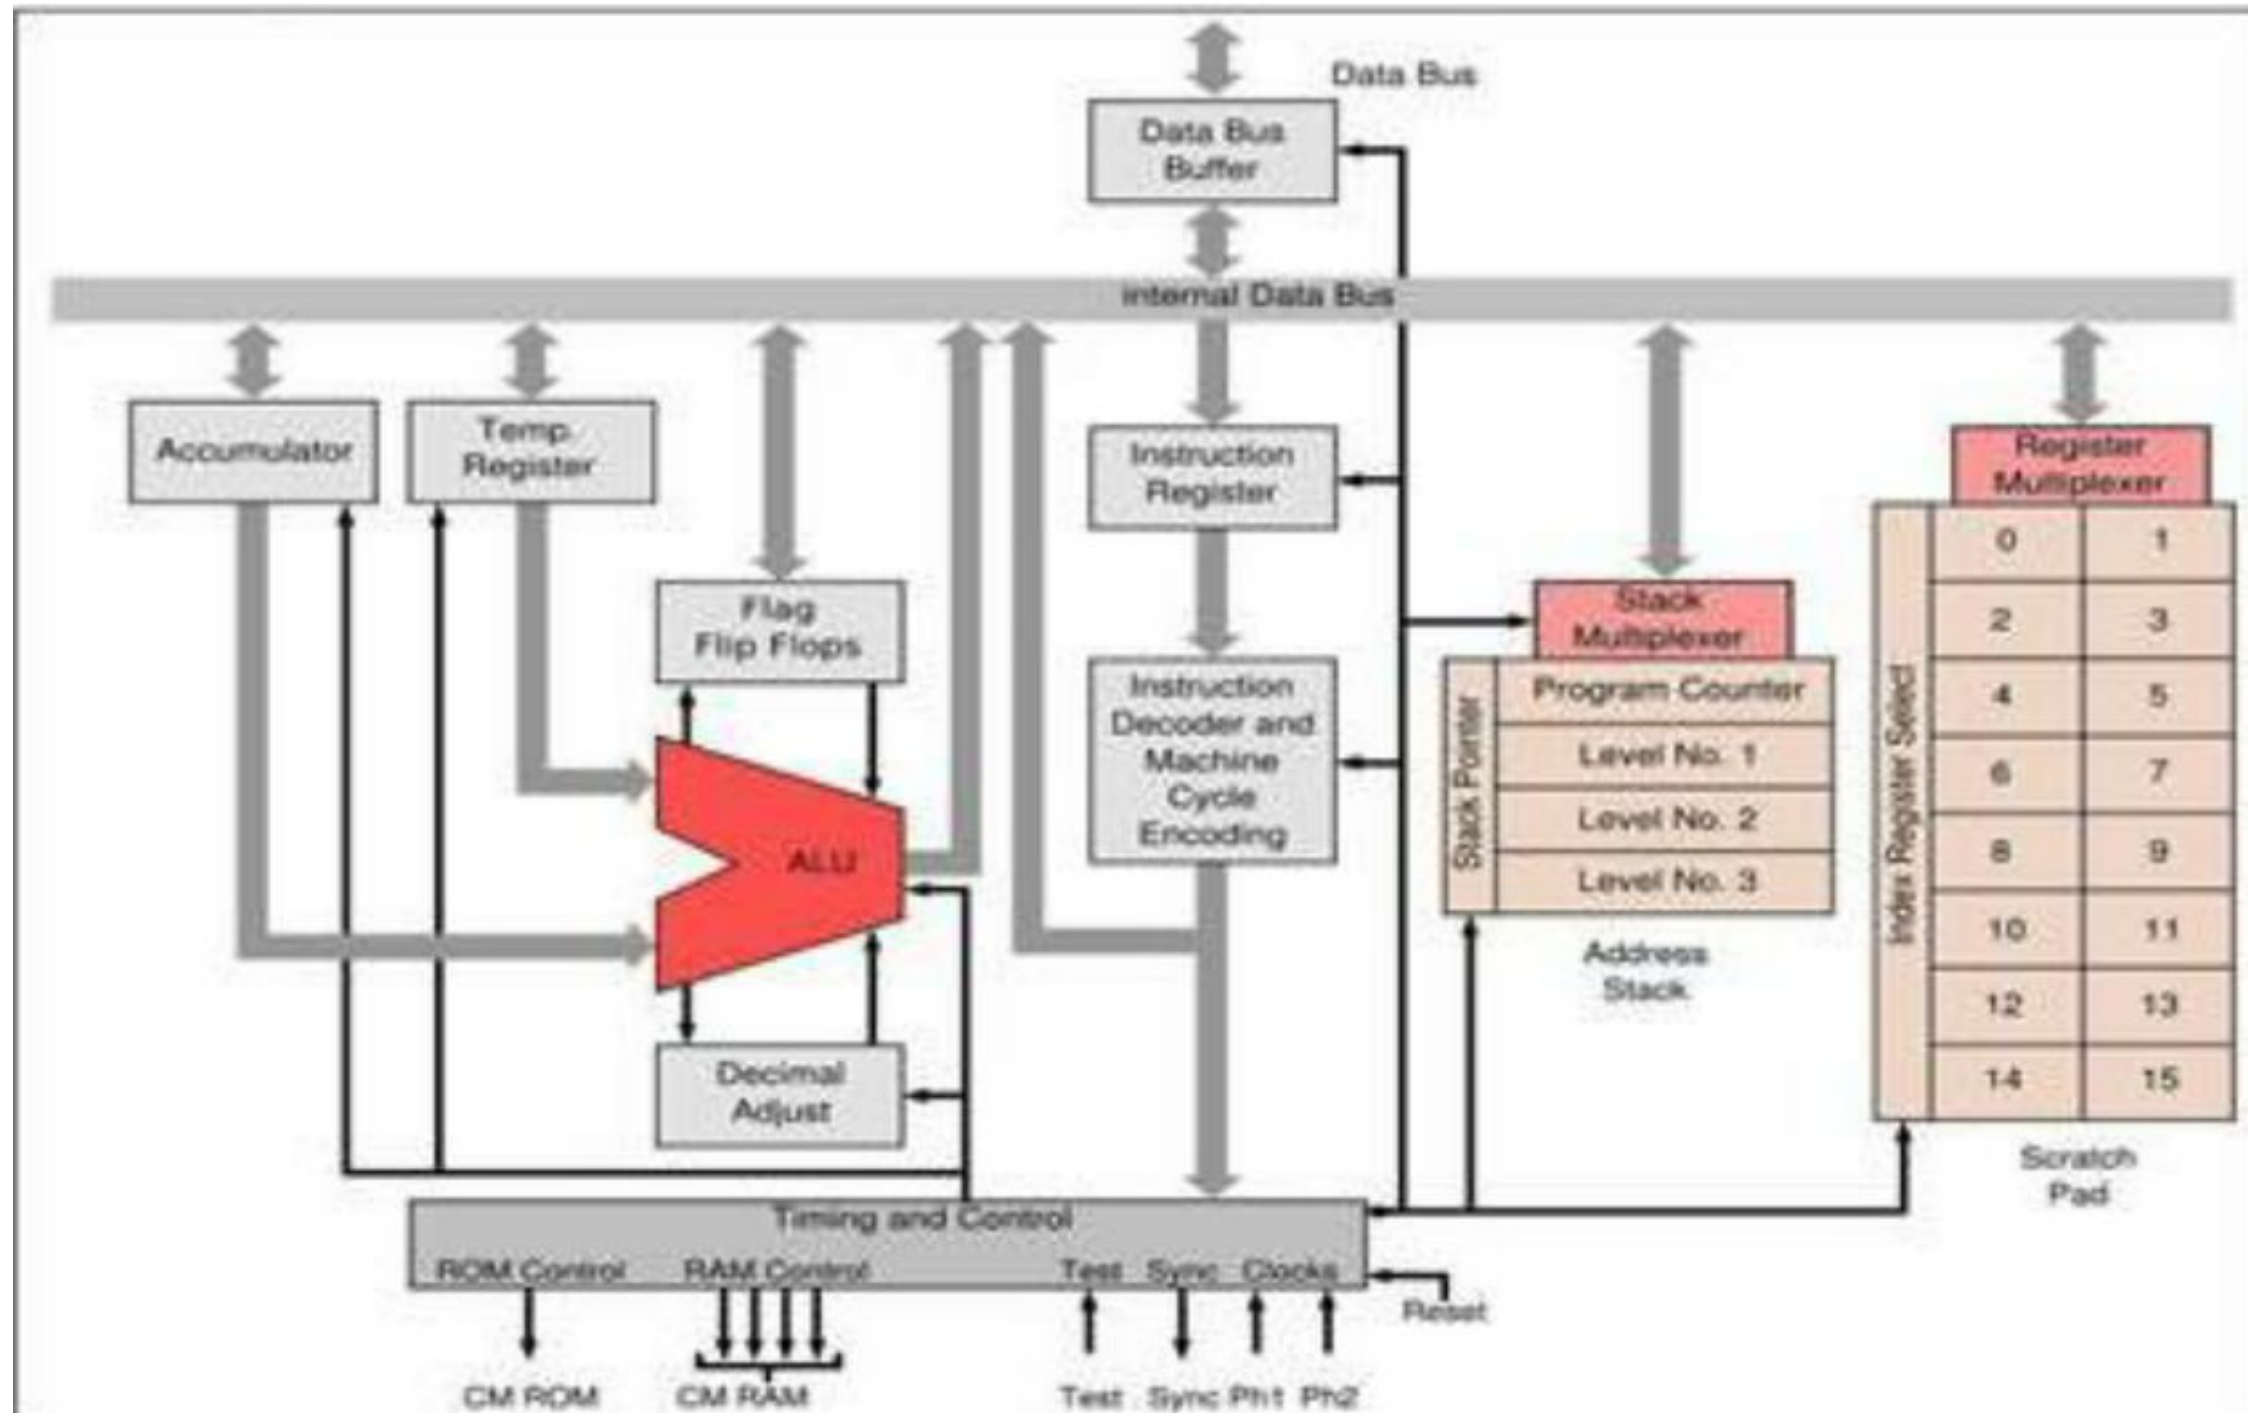 Data Bus
Data Bus
Buffer
internal Data Bus
Accumulator
Temp.
Register
Flag
Flip Flops
ALU
Decimal
Adjust
Instruction
Register
Instruction
Decoder and
Machine
Cycle
Encoding
Stack
Multiplexer
Stack Pointer
Program Counter
Level No. 1
Level No. 2
Level No. 3
Address
Stack
Register
Multiplexer
Index Register Select
0 1
2 3
4 5
6 7
8 9
10 11
12 13
14 15
Scratch
Pad
Timing and Control
ROM Control RAM Control Test Sync Clocks
Reset
CM ROM CM RAM Test Sync Ph1 Ph2